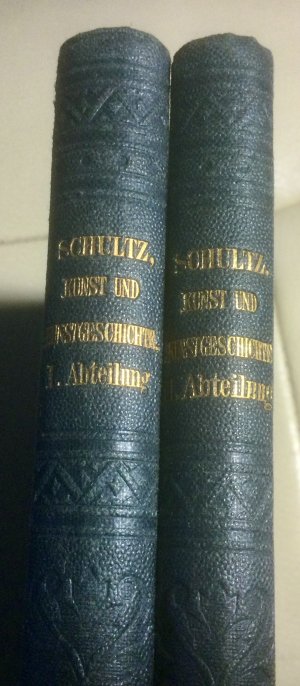 SCHULTZ,
KUNST UND
KUNSTGESCHICHTE.
I. Abteilung
SCHULTZ,
KUNST UND
KUNSTGESCHICHTE
Abteilung